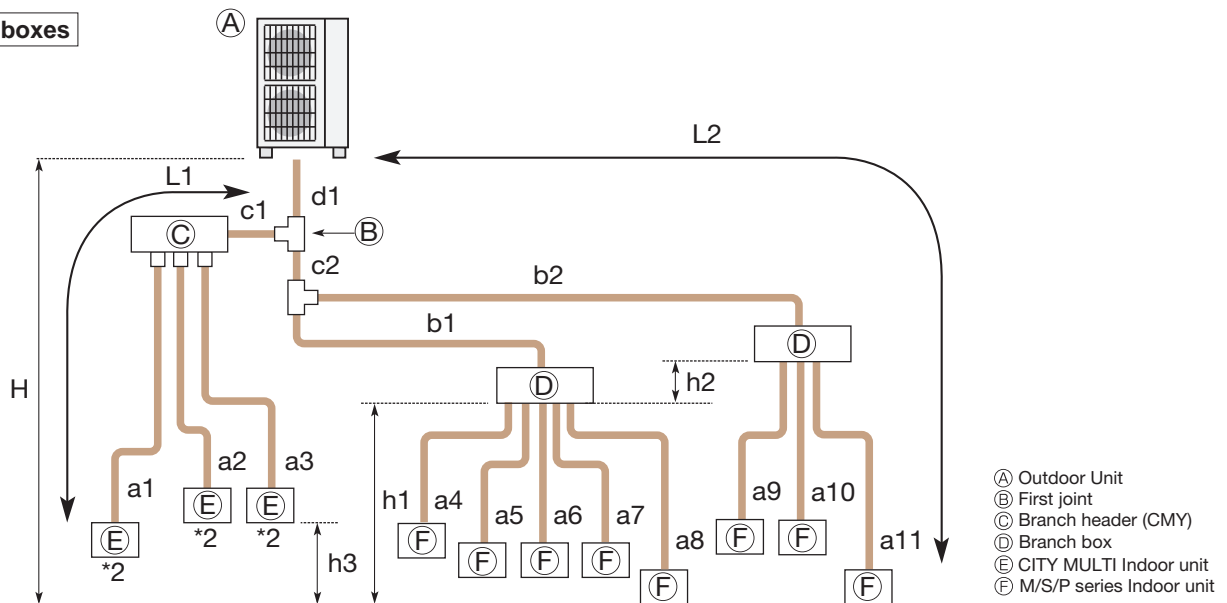 boxes
Ⓐ
L2
L1
d1
c1
Ⓒ
Ⓑ
c2
b2
b1
Ⓓ
Ⓓ
h2
H
a1
a2
a3
h1
a4
a5
a6
a7
a8
a9
a10
a11
h3
Ⓔ
*2
Ⓔ
*2
Ⓔ
*2
Ⓕ
Ⓕ
Ⓕ
Ⓕ
Ⓕ
Ⓕ
Ⓕ
Ⓕ
Ⓐ Outdoor Unit
Ⓑ First joint
Ⓒ Branch header (CMY)
Ⓓ Branch box
Ⓔ CITY MULTI Indoor unit
Ⓕ M/S/P series Indoor unit